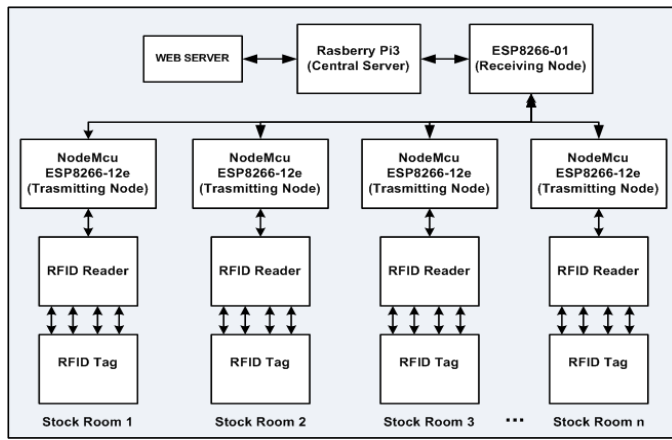 WEB SERVER
Rasberry Pi3
(Central Server)
ESP8266-01
(Receiving Node)
NodeMcu
ESP8266-12e
(Trasmitting Node)
NodeMcu
ESP8266-12e
(Trasmitting Node)
NodeMcu
ESP8266-12e
(Trasmitting Node)
NodeMcu
ESP8266-12e
(Trasmitting Node)
RFID Reader
RFID Reader
RFID Reader
RFID Reader
RFID Tag
RFID Tag
RFID Tag
RFID Tag
Stock Room 1
Stock Room 2
Stock Room 3
...
Stock Room n